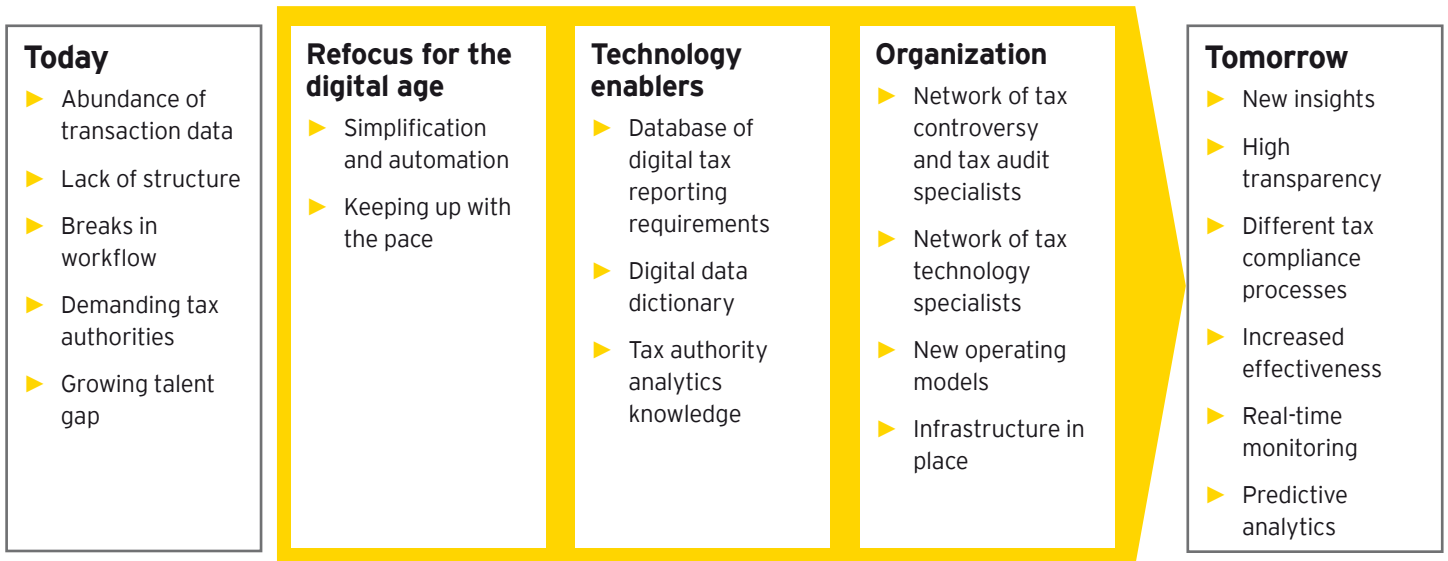 Today
Abundance of
transaction data
Lack of structure
Breaks in
workflow
Demanding tax
authorities
Growing talent
gap
Refocus for the
digital age
Simplification
and automation
Keeping up with
the pace
Technology
enablers
Database of
digital tax
reporting
requirements
Digital data
dictionary
Tax authority
analytics
knowledge
Organization
Network of tax
controversy
and tax audit
specialists
Network of tax
technology
specialists
New operating
models
Infrastructure in
place
Tomorrow
New insights
High
transparency
Different tax
compliance
processes
Increased
effectiveness
Real-time
monitoring
Predictive
analytics